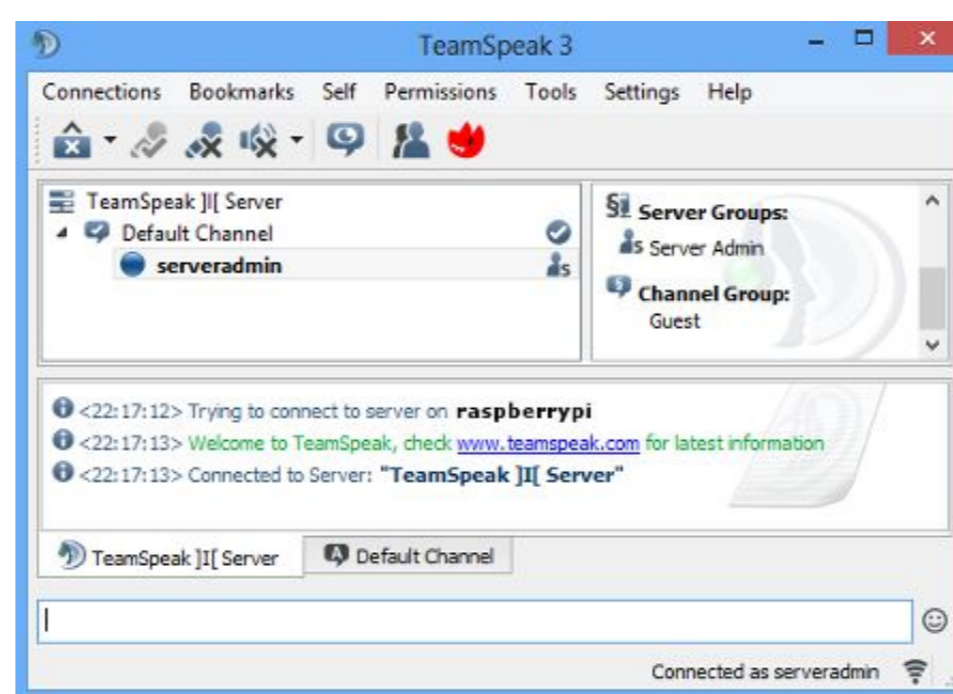 TeamSpeak 3
Connections Bookmarks Self Permissions Tools Settings Help
TeamSpeak ]I[ Server
Default Channel
serveradmin
Server Groups:
Server Admin
Channel Group:
Guest
<22:17:12> Trying to connect to server on raspberrypi
<22:17:13> Welcome to TeamSpeak, check www.teamspeak.com for latest information
<22:17:13> Connected to Server: "TeamSpeak ]I[ Server"
TeamSpeak ]I[ Server Default Channel
Connected as serveradmin